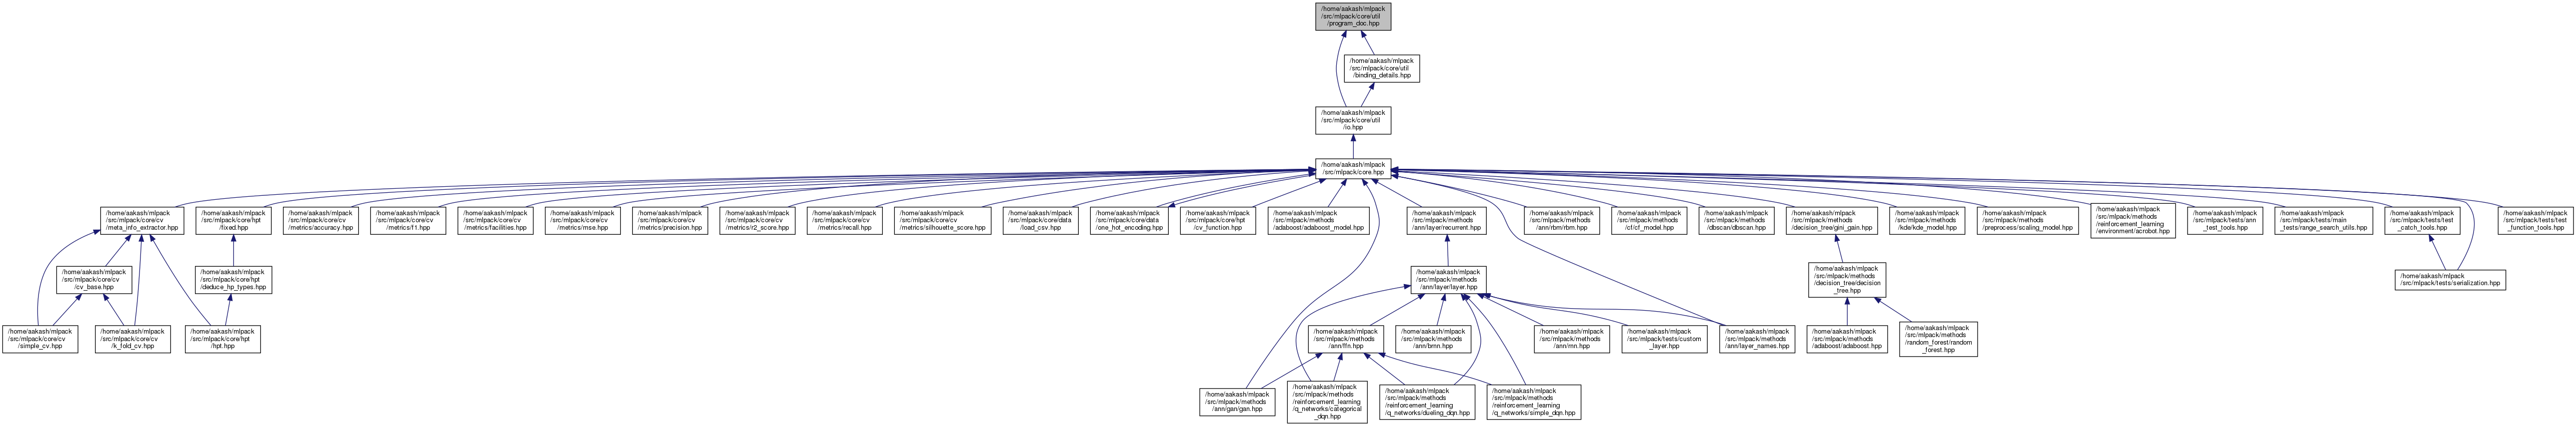 /home/aakash/mlpack
/src/mlpack/core/util
/program_doc.hpp
/home/aakash/mlpack
/src/mlpack/core/util
/binding_details.hpp
/home/aakash/mlpack
/src/mlpack/core/util
/io.hpp
/home/aakash/mlpack
/src/mlpack/core.hpp
/home/aakash/mlpack
/src/mlpack/core/cv
/meta_info_extractor.hpp
/home/aakash/mlpack
/src/mlpack/core/hpt
/fixed.hpp
/home/aakash/mlpack
/src/mlpack/core/cv
/metrics/accuracy.hpp
/home/aakash/mlpack
/src/mlpack/core/cv
/metrics/f1.hpp
/home/aakash/mlpack
/src/mlpack/core/cv
/metrics/facilities.hpp
/home/aakash/mlpack
/src/mlpack/core/cv
/metrics/mse.hpp
/home/aakash/mlpack
/src/mlpack/core/cv
/metrics/precision.hpp
/home/aakash/mlpack
/src/mlpack/core/cv
/metrics/r2_score.hpp
/home/aakash/mlpack
/src/mlpack/core/cv
/metrics/recall.hpp
/home/aakash/mlpack
/src/mlpack/core/cv
/metrics/silhouette_score.hpp
/home/aakash/mlpack
/src/mlpack/core/data
/load_csv.hpp
/home/aakash/mlpack
/src/mlpack/core/data
/one_hot_encoding.hpp
/home/aakash/mlpack
/src/mlpack/core/hpt
/cv_function.hpp
/home/aakash/mlpack
/src/mlpack/methods
/adaboost/adaboost_model.hpp
/home/aakash/mlpack
/src/mlpack/methods
/ann/layer/recurrent.hpp
/home/aakash/mlpack
/src/mlpack/methods
/ann/rbm/rbm.hpp
/home/aakash/mlpack
/src/mlpack/methods
/cf/cf_model.hpp
/home/aakash/mlpack
/src/mlpack/methods
/dbscan/dbscan.hpp
/home/aakash/mlpack
/src/mlpack/methods
/decision_tree/gini_gain.hpp
/home/aakash/mlpack
/src/mlpack/methods
/kde/kde_model.hpp
/home/aakash/mlpack
/src/mlpack/methods
/preprocess/scaling_model.hpp
/home/aakash/mlpack
/src/mlpack/methods
/reinforcement_learning
/environment/acrobot.hpp
/home/aakash/mlpack
/src/mlpack/tests/ann
_test_tools.hpp
/home/aakash/mlpack
/src/mlpack/tests/main
_tests/range_search_utils.hpp
/home/aakash/mlpack
/src/mlpack/tests/test
_catch_tools.hpp
/home/aakash/mlpack
/src/mlpack/tests/test
_function_tools.hpp
/home/aakash/mlpack
/src/mlpack/core/cv
/cv_base.hpp
/home/aakash/mlpack
/src/mlpack/core/hpt
/deduce_hp_types.hpp
/home/aakash/mlpack
/src/mlpack/methods
/ann/layer/layer.hpp
/home/aakash/mlpack
/src/mlpack/methods
/decision_tree/decision
_tree.hpp
/home/aakash/mlpack
/src/mlpack/tests/serialization.hpp
/home/aakash/mlpack
/src/mlpack/core/cv
/simple_cv.hpp
/home/aakash/mlpack
/src/mlpack/core/cv
/k_fold_cv.hpp
/home/aakash/mlpack
/src/mlpack/core/hpt
/hpt.hpp
/home/aakash/mlpack
/src/mlpack/methods
/ann/ffn.hpp
/home/aakash/mlpack
/src/mlpack/methods
/ann/brnn.hpp
/home/aakash/mlpack
/src/mlpack/methods
/ann/rnn.hpp
/home/aakash/mlpack
/src/mlpack/tests/custom
_layer.hpp
/home/aakash/mlpack
/src/mlpack/methods
/ann/layer_names.hpp
/home/aakash/mlpack
/src/mlpack/methods
/adaboost/adaboost.hpp
/home/aakash/mlpack
/src/mlpack/methods
/random_forest/random
_forest.hpp
/home/aakash/mlpack
/src/mlpack/methods
/ann/gan/gan.hpp
/home/aakash/mlpack
/src/mlpack/methods
/reinforcement_learning
/q_networks/categorical
_dqn.hpp
/home/aakash/mlpack
/src/mlpack/methods
/reinforcement_learning
/q_networks/dueling_dqn.hpp
/home/aakash/mlpack
/src/mlpack/methods
/reinforcement_learning
/q_networks/simple_dqn.hpp